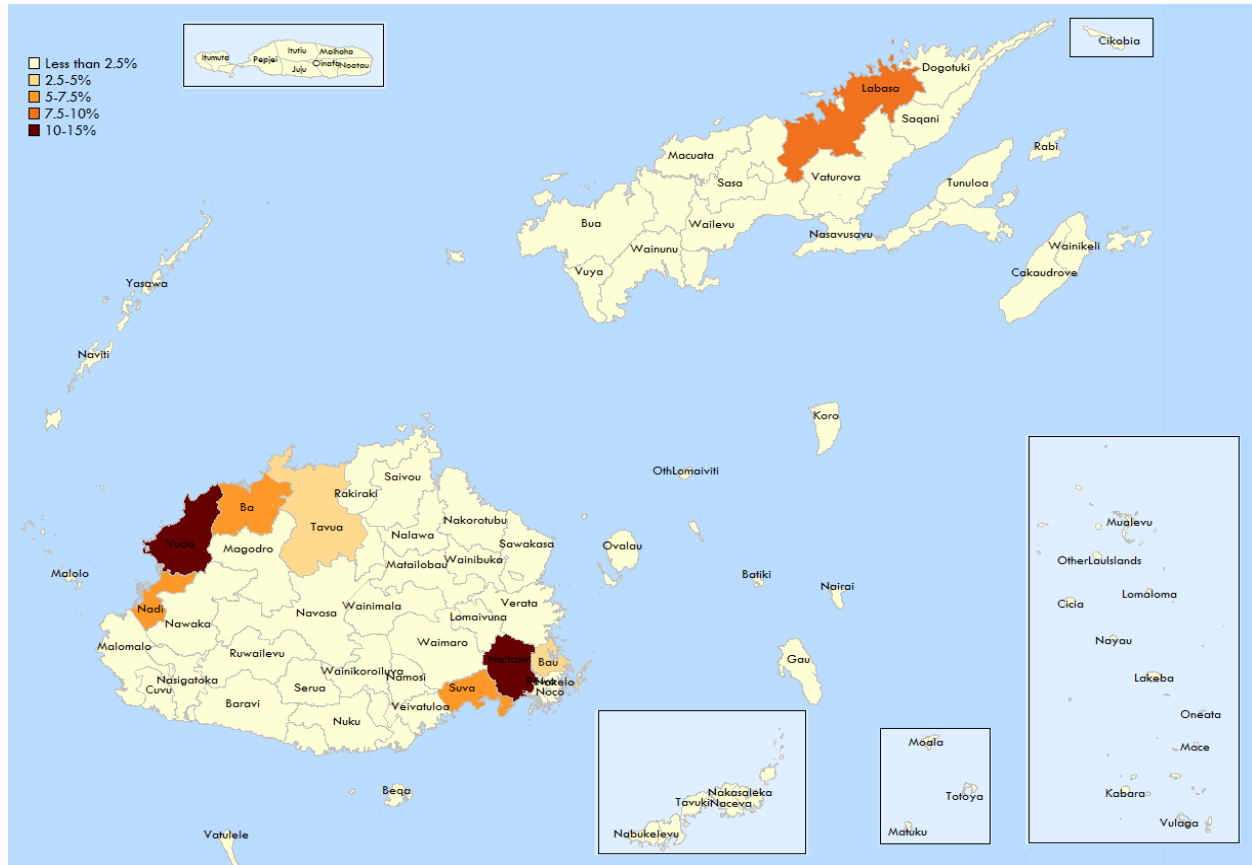 Less than 2.5%
2.5-5%
5-7.5%
7.5-10%
10-15%
Itumuta
Pepjei
Itutiu
Juju
Malhaha
Oinafa
Noatau
Cikobia
Dogotuki
Labasa
Saqani
Rabi
Macuata
Sasa
Vaturova
Tunuloa
Bua
Wailevu
Nasavusavu
Wainunu
Wainikeli
Vuya
Cakaudrove
Yasawa
Naviti
Koro
OthLomaiviti
Saivou
Rakiraki
Ba
Tavua
Nakorotubu
Vuda
Magodro
Nalawa
Sawakasa
Ovalau
Matailobau
Wainibuka
Malolo
Batiki
Nairai
Nadi
Nawaka
Navosa
Wainimala
Verata
Lomaivuna
Malomalo
Waimaro
Ruwailevu
Naitasiri
Bau
Gau
Nasigatoka
Wainikoroiluva
Namosi
Cuvu
Serua
Suva
Nakelo
Noco
Baravi
Veivatuloa
Nuku
Beqa
Vatulele
Nakasaleka
Tavuki
Naceva
Nabukelevu
Moala
Totoya
Matuku
Mualevu
OtherLauIslands
Lomaloma
Cicia
Nayau
Lakeba
Oneata
Moce
Kabara
Vulaga